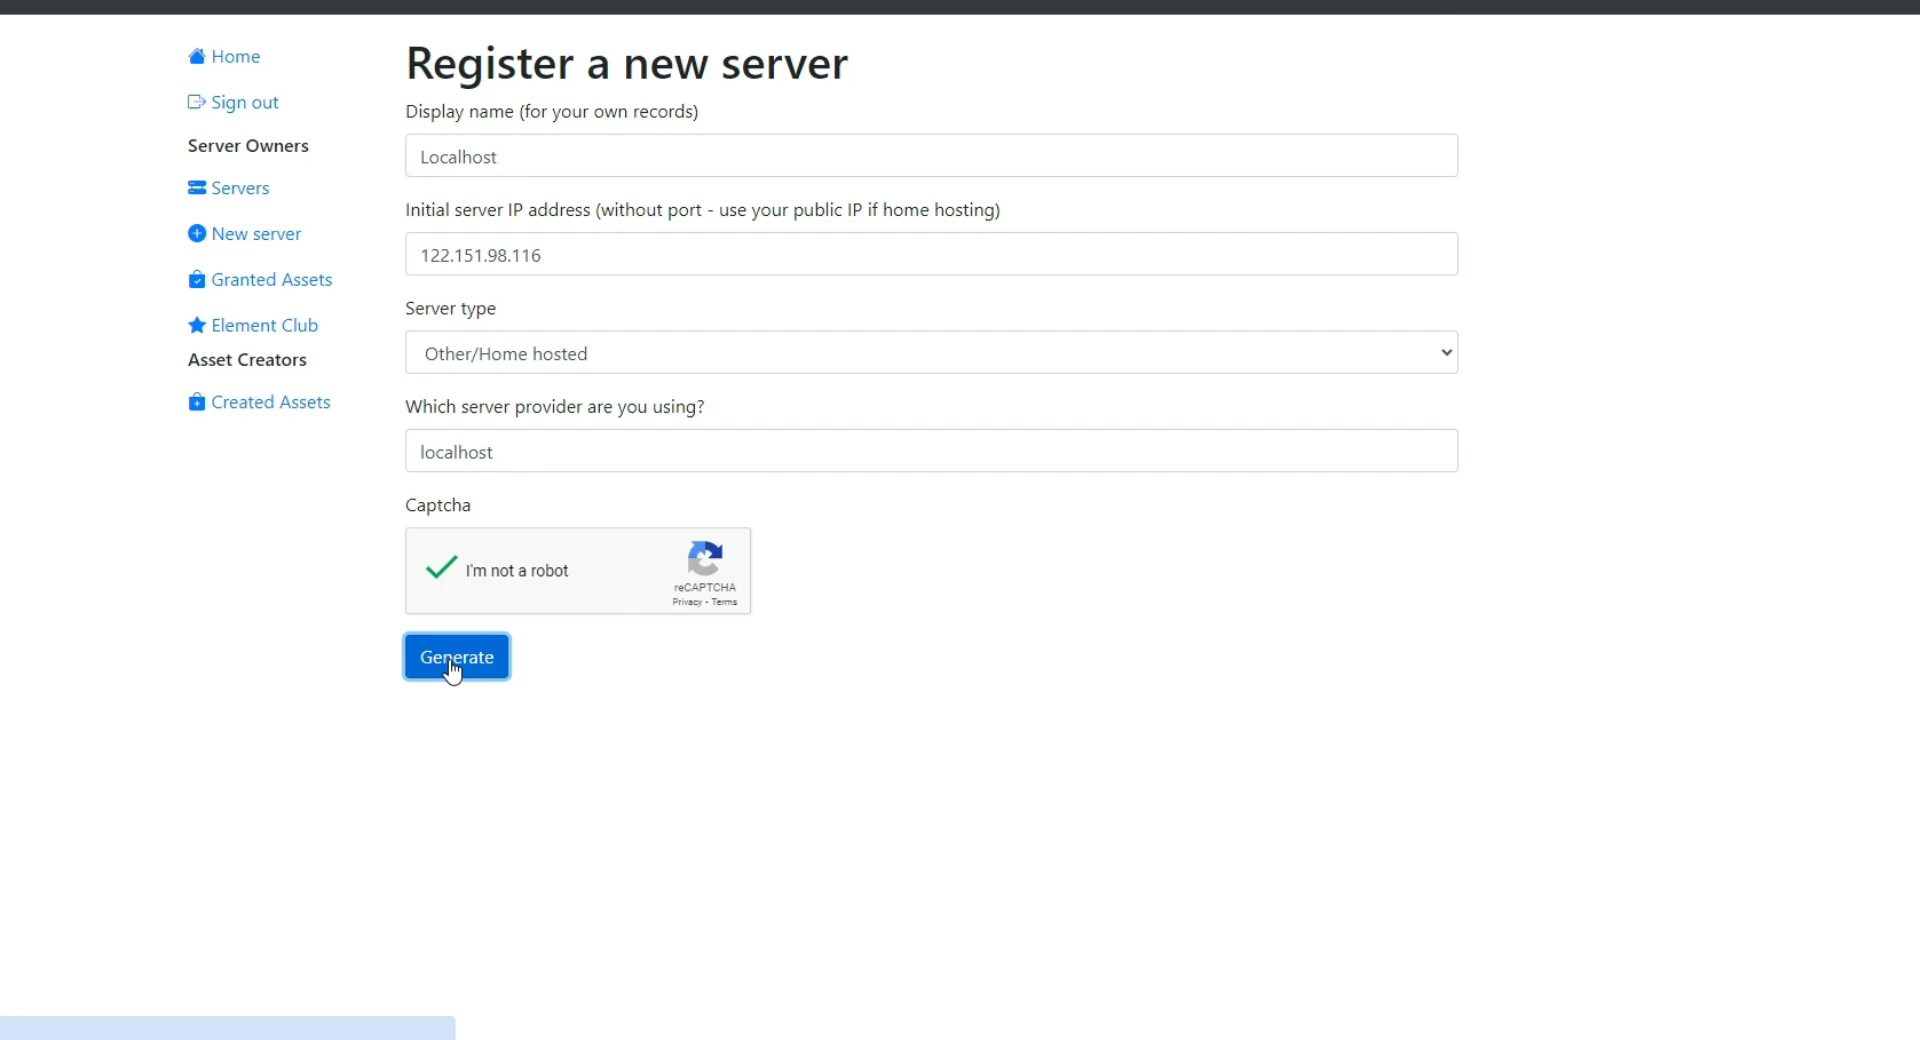 Home
Sign out
Server Owners
Servers
New server
Granted Assets
Element Club
Asset Creators
Created Assets
Register a new server
Display name (for your own records)
Localhost
Initial server IP address (without port - use your public IP if home hosting)
122.151.98.116
Server type
Other/Home hosted
Which server provider are you using?
localhost
Captcha
I'm not a robot
reCAPTCHA
Privacy - Terms
Generate